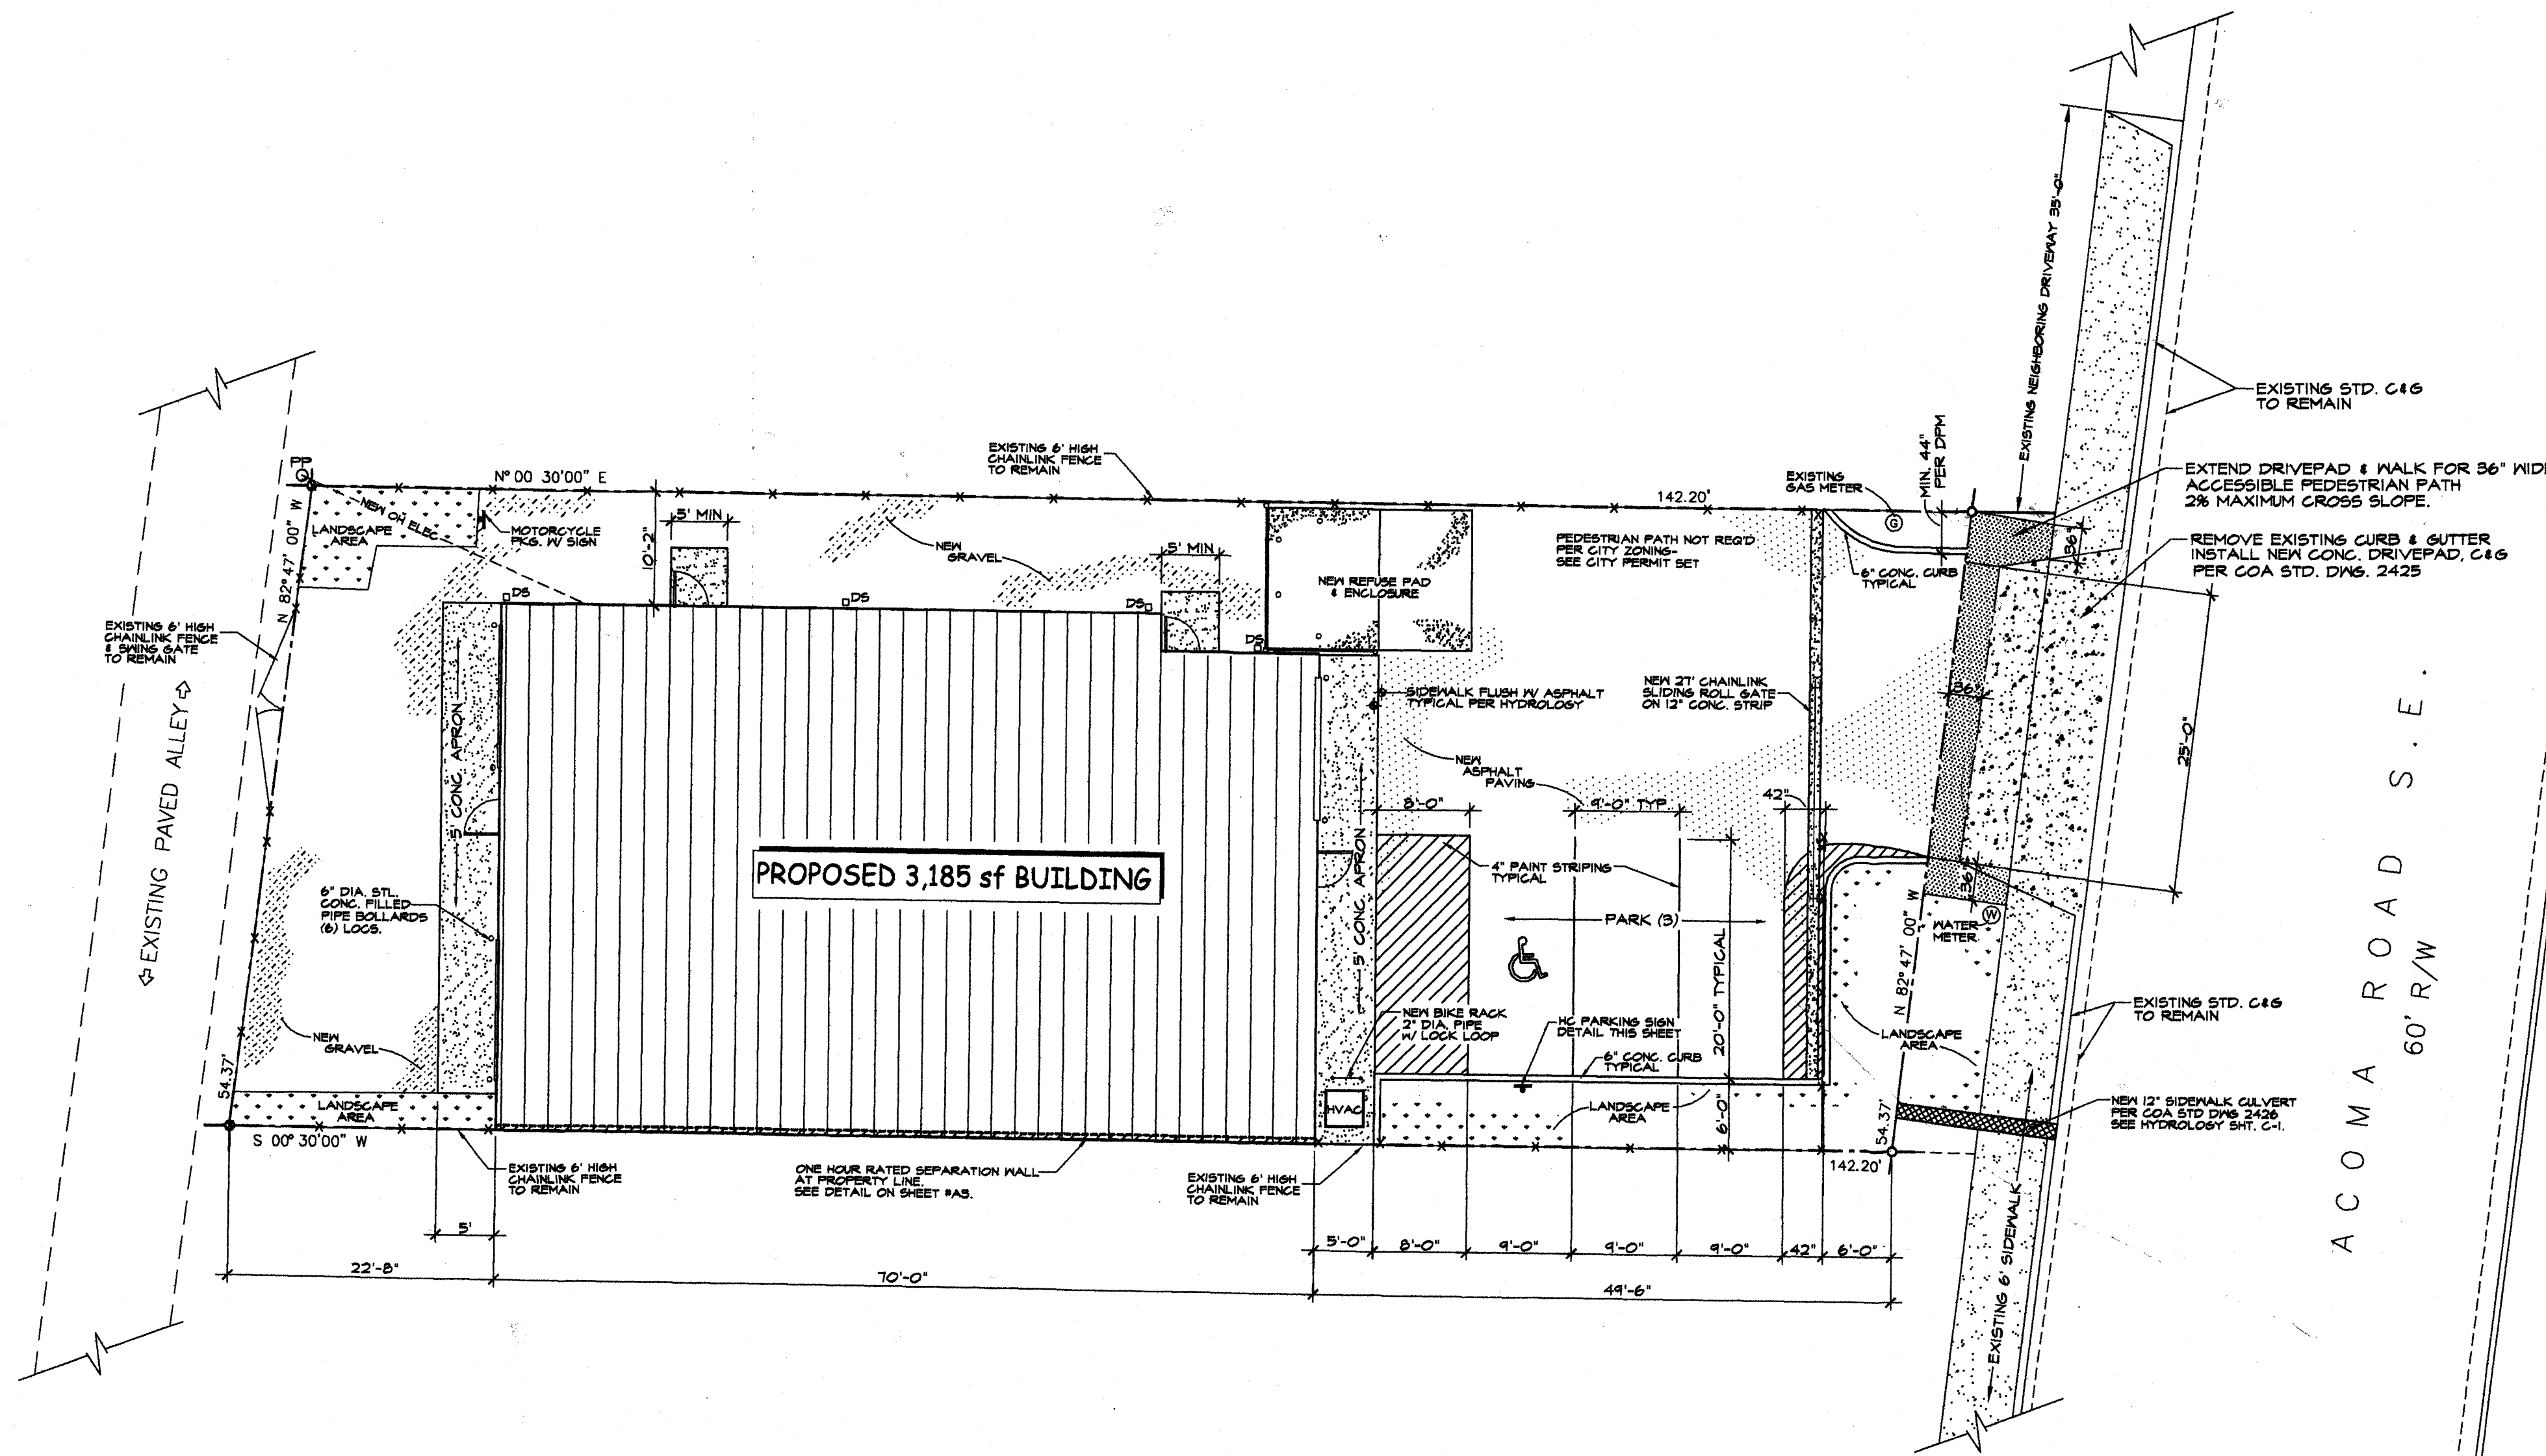 EXISTING NEIGHBORING DRIVEWAY 35'-0"
EXISTING STD. C&G
TO REMAIN
EXISTING 6' HIGH
CHAINLINK FENCE
TO REMAIN
PP
N° 00 30'00" E
142.20'
EXISTING
GAS METER
G
MIN. 44"
PER DPM
EXTEND DRIVEPAD & WALK FOR 36" WID
ACCESSIBLE PEDESTRIAN PATH
2% MAXIMUM CROSS SLOPE.
NEW OH ELEC
LANDSCAPE
AREA
MOTORCYCLE
PKG. W/ SIGN
5' MIN
10'-2"
NEW
GRAVEL
5' MIN
PEDESTRIAN PATH NOT REQ'D
PER CITY ZONING-
SEE CITY PERMIT SET
NEW REFUSE PAD
& ENCLOSURE
6" CONC. CURB
TYPICAL
36"
REMOVE EXISTING CURB & GUTTER
INSTALL NEW CONC. DRIVEPAD, C&G
PER COA STD. DWG. 2425
N 82° 47' 00" W
DS
DS
DS
DS
EXISTING 6' HIGH
CHAINLINK FENCE
& SWING GATE
TO REMAIN
EXISTING PAVED ALLEY
5' CONC. APRON
SIDEWALK FLUSH W/ ASPHALT
TYPICAL PER HYDROLOGY
NEW 27' CHAINLINK
SLIDING ROLL GATE
ON 12" CONC. STRIP
36"
25'-0"
NEW
ASPHALT
PAVING
8'-0"
9'-0" TYP.
42"
PROPOSED 3,185 sf BUILDING
5' CONC. APRON
4" PAINT STRIPING
TYPICAL
36"
6" DIA. STL.
CONC. FILLED
PIPE BOLLARDS
(6) LOCS.
PARK (3)
20'-0" TYPICAL
W
WATER
METER
N 82° 47' 00" W
ACOMA ROAD S.E.
60' R/W
EXISTING STD. C&G
TO REMAIN
NEW BIKE RACK
2" DIA. PIPE
W/ LOCK LOOP
HC PARKING SIGN
DETAIL THIS SHEET
6" CONC. CURB
TYPICAL
LANDSCAPE
AREA
NEW
GRAVEL
54.37'
LANDSCAPE
AREA
HVAC
LANDSCAPE
AREA
6'-0"
54.37'
NEW 12" SIDEWALK CULVERT
PER COA STD DWG 2426
SEE HYDROLOGY SHT. C-1.
S 00° 30'00" W
EXISTING 6' HIGH
CHAINLINK FENCE
TO REMAIN
ONE HOUR RATED SEPARATION WALL
AT PROPERTY LINE.
SEE DETAIL ON SHEET #A3.
EXISTING 6' HIGH
CHAINLINK FENCE
TO REMAIN
142.20'
EXISTING 6' SIDEWALK
5'
5'-0"
8'-0"
9'-0"
9'-0"
9'-0"
42"
6'-0"
22'-8"
70'-0"
49'-6"